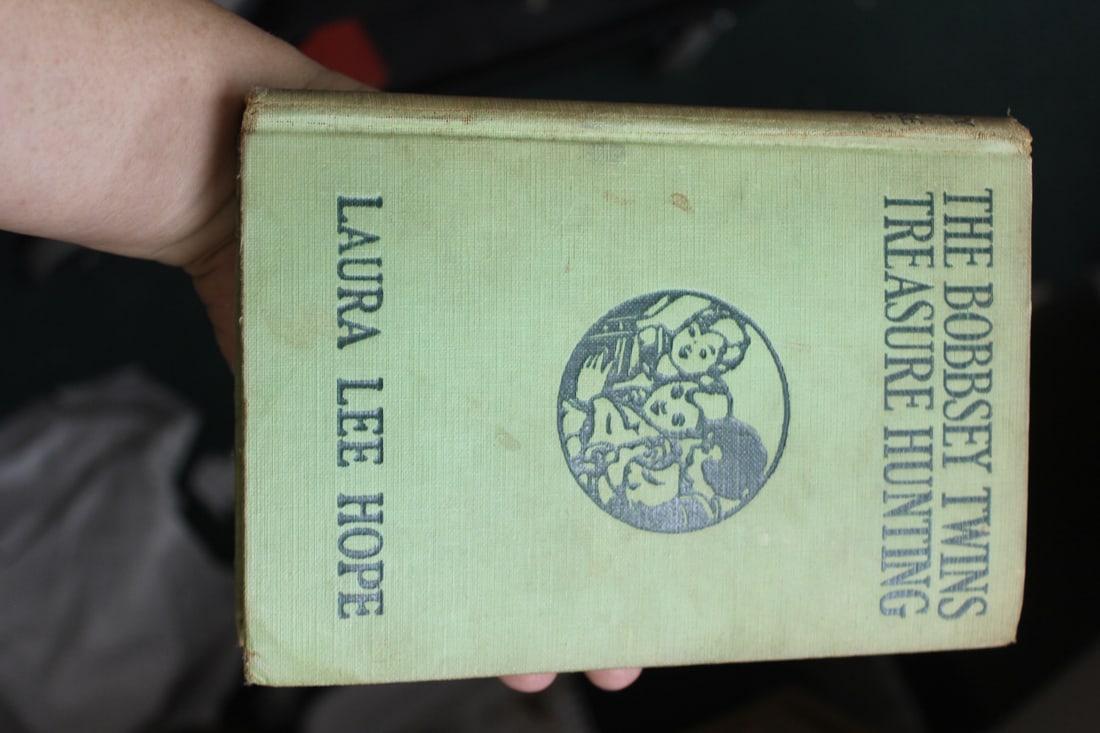 THE BOBBSEY TWINS
TREASURE HUNTING
LAURA LEE HOPE